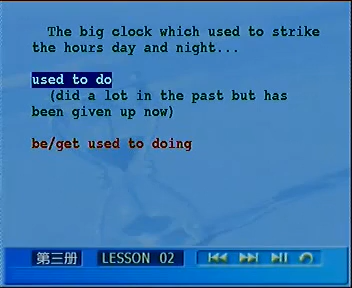 The big clock which used to strike
the hours day and night...
used to do
(did a lot in the past but has
been given up now)
be/get used to doing
第三册 LESSON 02